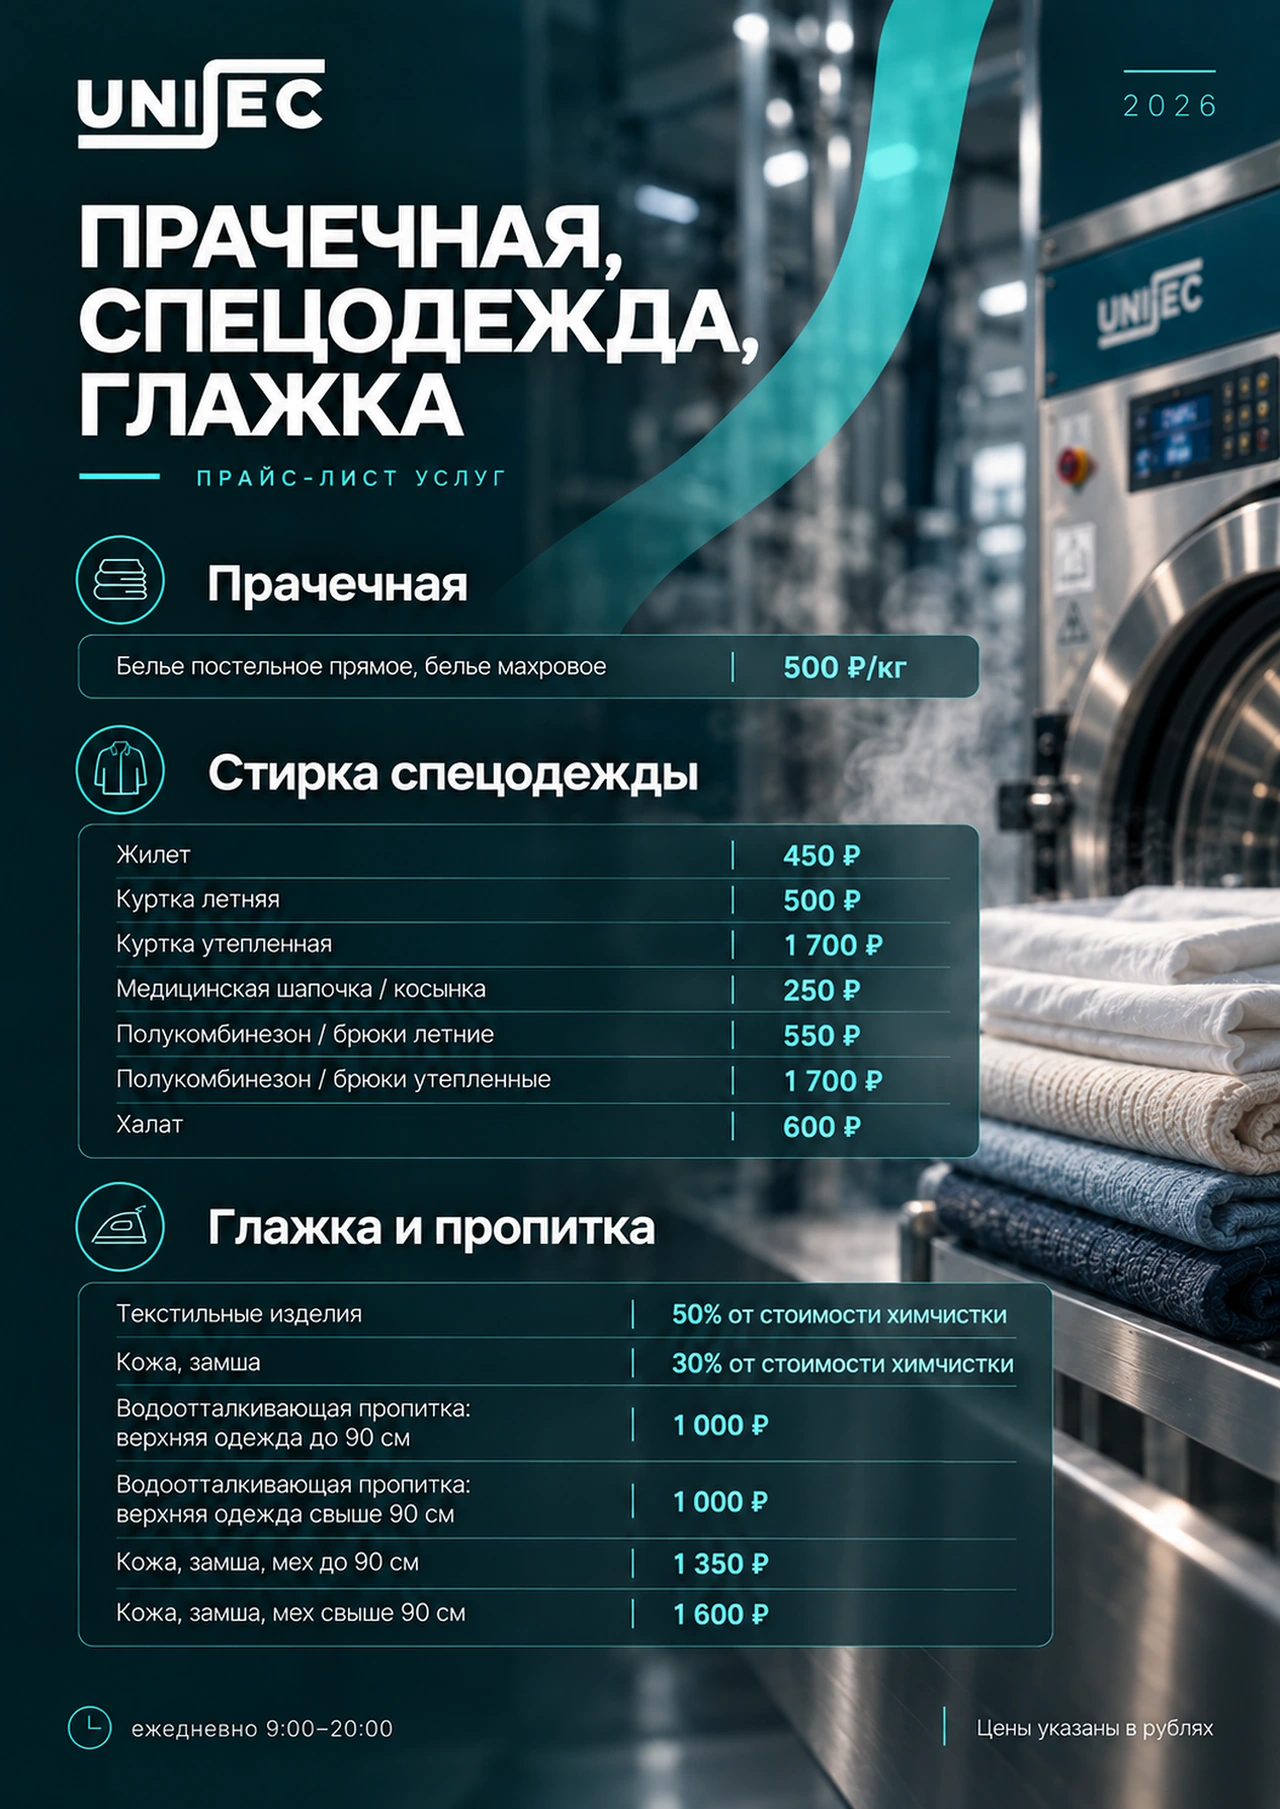 UNISEC
2026
ПРАЧЕЧНАЯ,
СПЕЦОДЕЖДА,
ГЛАЖКА
ПРАЙС-ЛИСТ УСЛУГ
UNISEC
Прачечная
Белье постельное прямое, белье махровое 500 ₽/кг
Стирка спецодежды
Жилет 450 ₽
Куртка летняя 500 ₽
Куртка утепленная 1 700 ₽
Медицинская шапочка / косынка 250 ₽
Полукомбинезон / брюки летние 550 ₽
Полукомбинезон / брюки утепленные 1 700 ₽
Халат 600 ₽
Глажка и пропитка
Текстильные изделия 50% от стоимости химчистки
Кожа, замша 30% от стоимости химчистки
Водоотталкивающая пропитка:
верхняя одежда до 90 см 1 000 ₽
Водоотталкивающая пропитка:
верхняя одежда свыше 90 см 1 000 ₽
Кожа, замша, мех до 90 см 1 350 ₽
Кожа, замша, мех свыше 90 см 1 600 ₽
ежедневно 9:00–20:00
Цены указаны в рублях